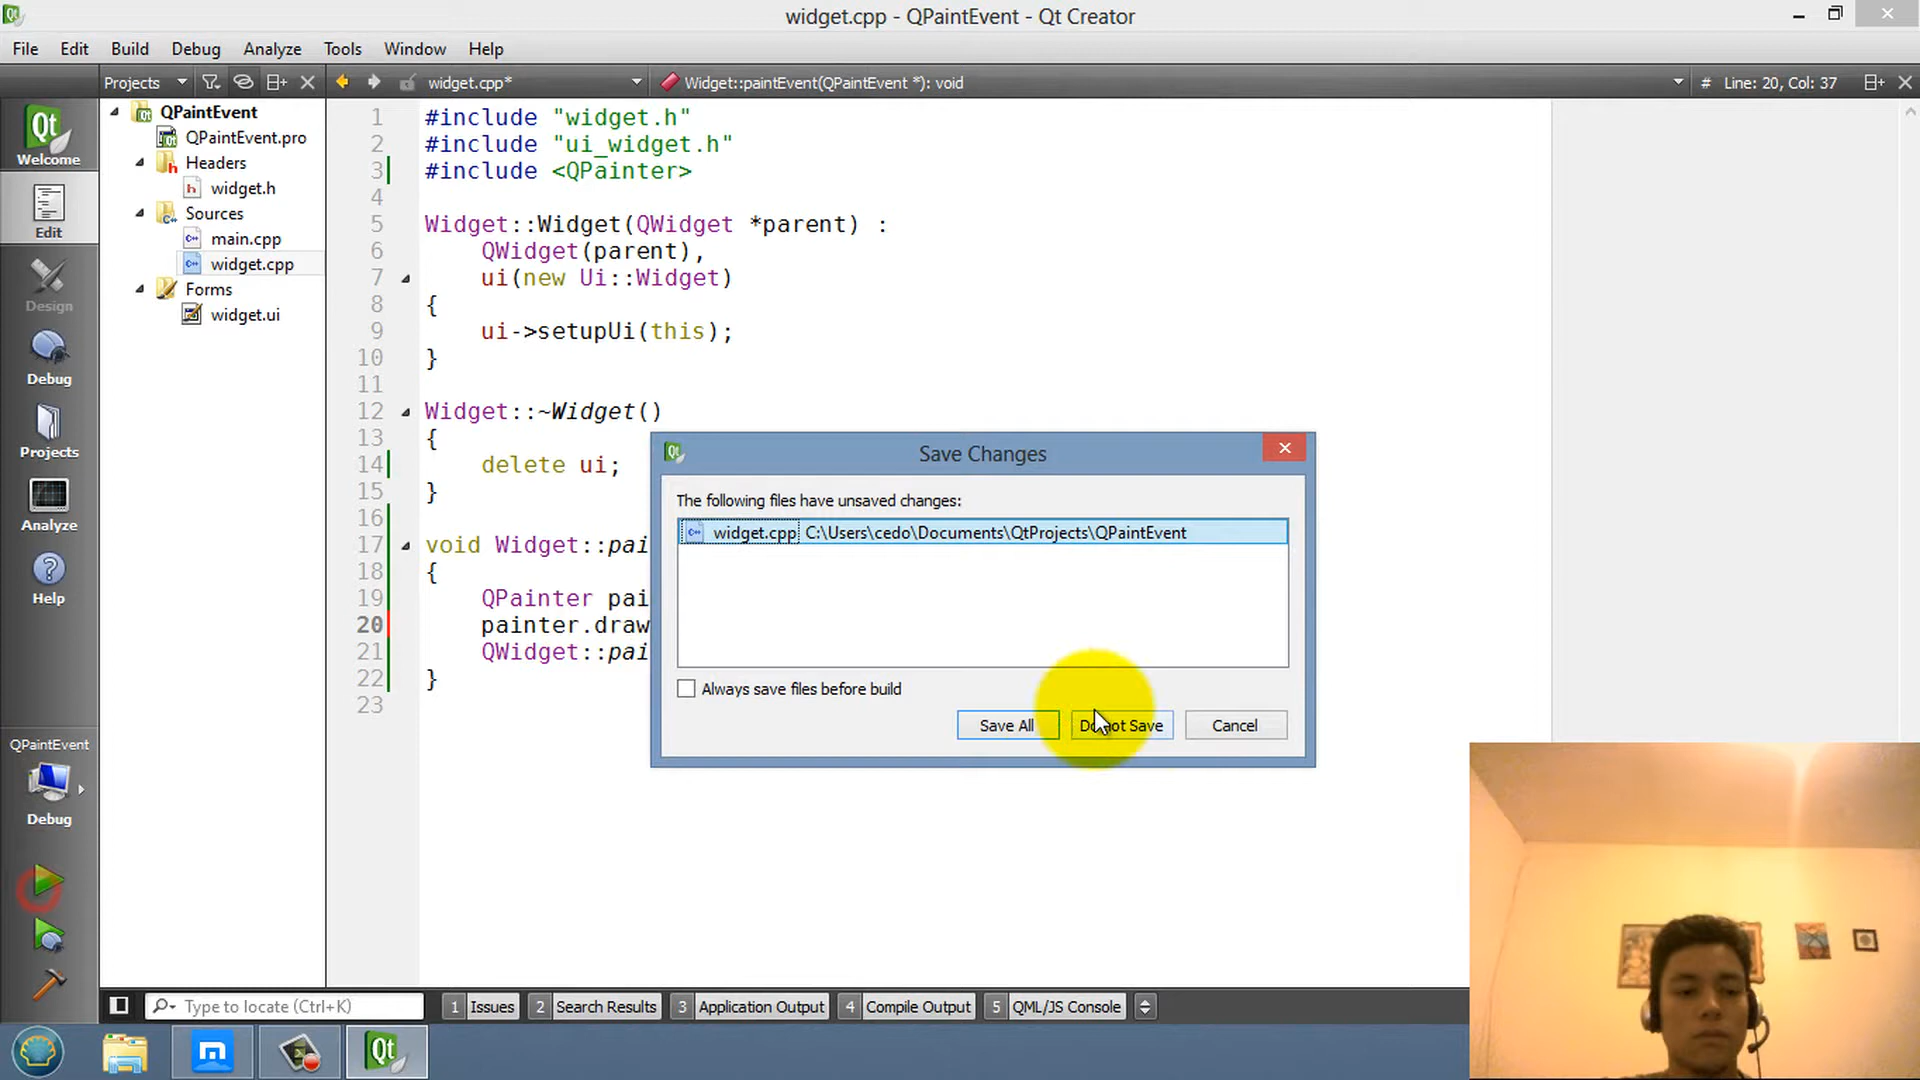 widget.cpp - QPaintEvent - Qt Creator
File Edit Build Debug Analyze Tools Window Help
Projects widget.cpp* Widget::paintEvent(QPaintEvent *): void # Line: 20, Col: 37
Welcome
Edit
Design
Debug
Projects
Analyze
Help
QPaintEvent
Debug
QPaintEvent
QPaintEvent.pro
Headers
widget.h
Sources
main.cpp
widget.cpp
Forms
widget.ui
1 #include "widget.h"
2 #include "ui_widget.h"
3 #include <QPainter>
4
5 Widget::Widget(QWidget *parent) :
6 QWidget(parent),
7 ui(new Ui::Widget)
8 {
9 ui->setupUi(this);
10 }
11
12 Widget::~Widget()
13 {
14 delete ui;
15 }
16
17 void Widget::pai
18 {
19 QPainter pai
20 painter.draw
21 QWidget::pai
22 }
23
Save Changes
The following files have unsaved changes:
widget.cpp C:\Users\cedo\Documents\QtProjects\QPaintEvent
Always save files before build
Save All Do not Save Cancel
Type to locate (Ctrl+K) 1 Issues 2 Search Results 3 Application Output 4 Compile Output 5 QML/JS Console